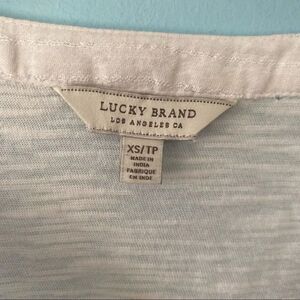 LUCKY BRAND
LOS ANGELES CA
XS/TP
MADE IN
INDIA
FABRIQUE
EN INDE